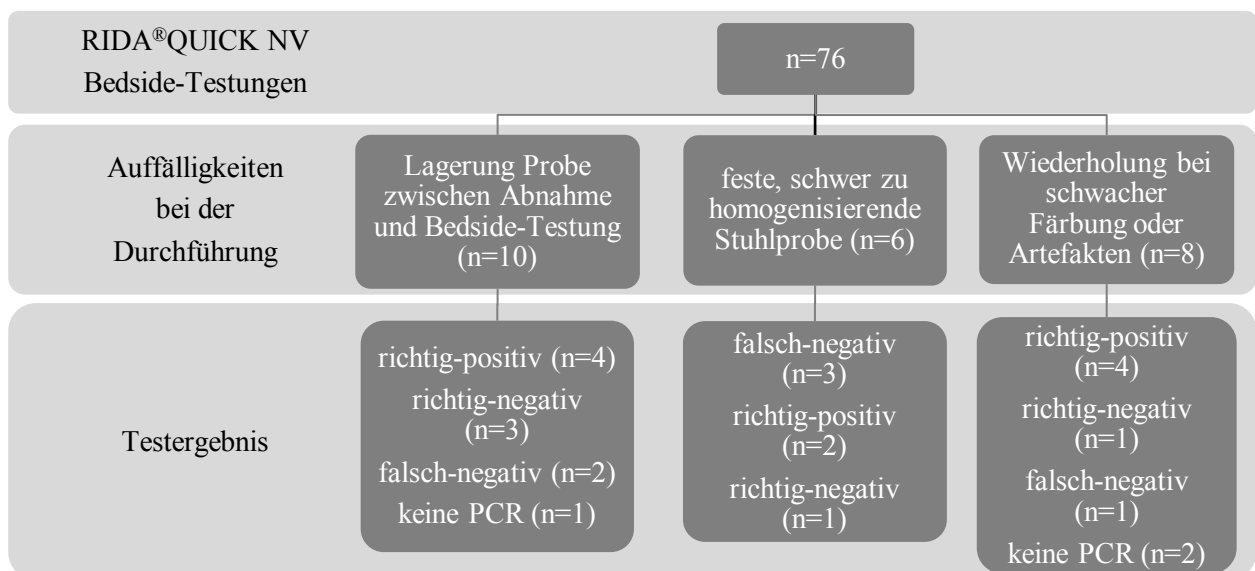 RIDA®QUICK NV
Bedside-Testungen
n=76
Auffälligkeiten
bei der
Durchführung
Lagerung Probe
zwischen Abnahme
und Bedside-Testung
(n=10)
feste, schwer zu
homogenisierende
Stuhlprobe (n=6)
Wiederholung bei
schwacher
Färbung oder
Artefakten (n=8)
Testergebnis
richtig-positiv (n=4)
richtig-negativ
(n=3)
falsch-negativ (n=2)
keine PCR (n=1)
falsch-negativ
(n=3)
richtig-positiv
(n=2)
richtig-negativ
(n=1)
richtig-positiv
(n=4)
richtig-negativ
(n=1)
falsch-negativ
(n=1)
keine PCR (n=2)